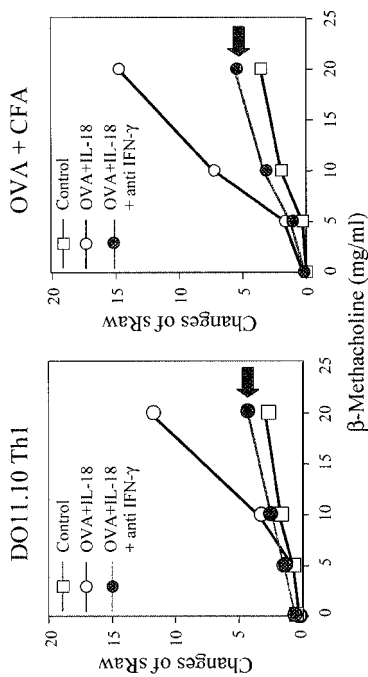 DO11.10 Th1
Changes of sRaw
20
15
10
5
0
Control
OVA+IL-18
OVA+IL-18
+ anti IFN-γ
0
5
10
15
20
25
OVA + CFA
Changes of sRaw
20
15
10
5
0
Control
OVA+IL-18
OVA+IL-18
+ anti IFN-γ
0
5
10
15
20
25
β-Methacholine (mg/ml)